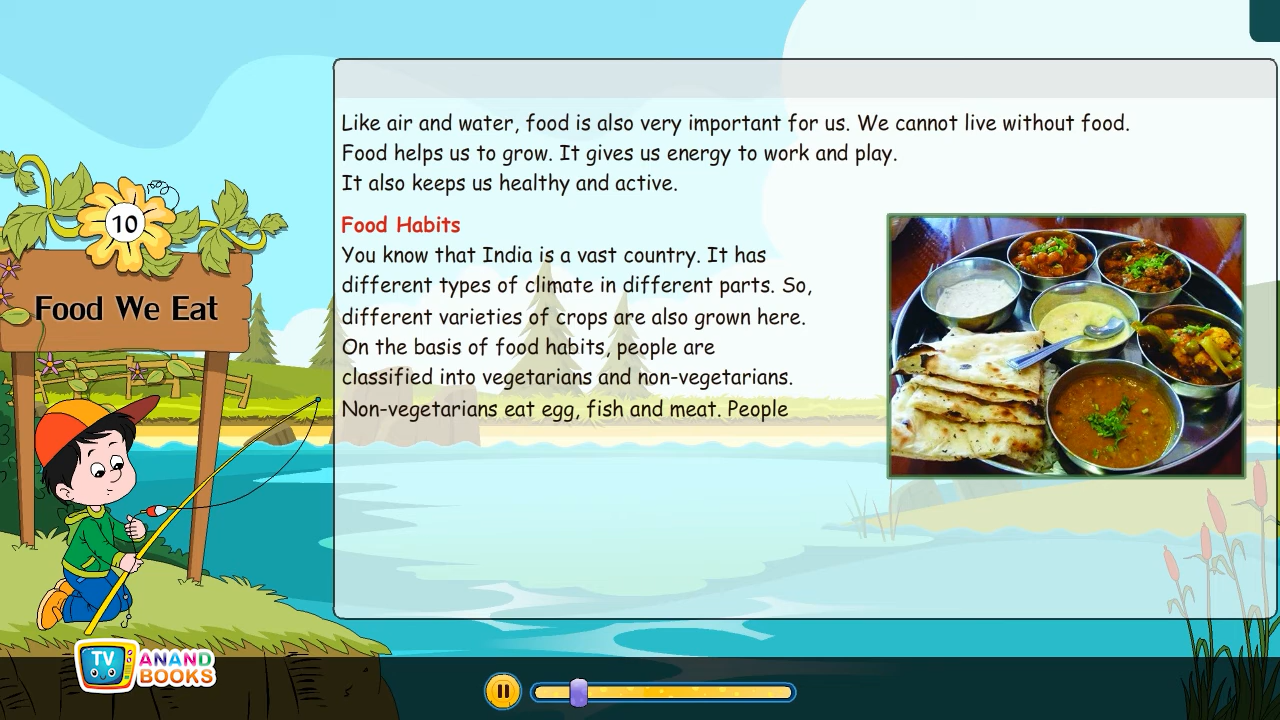 Like air and water, food is also very important for us. We cannot live without food.
Food helps us to grow. It gives us energy to work and play.
It also keeps us healthy and active.
Food Habits
You know that India is a vast country. It has
different types of climate in different parts. So,
different varieties of crops are also grown here.
On the basis of food habits, people are
classified into vegetarians and non-vegetarians.
Non-vegetarians eat egg, fish and meat. People
10
Food We Eat
TV
ANAND
BOOKS